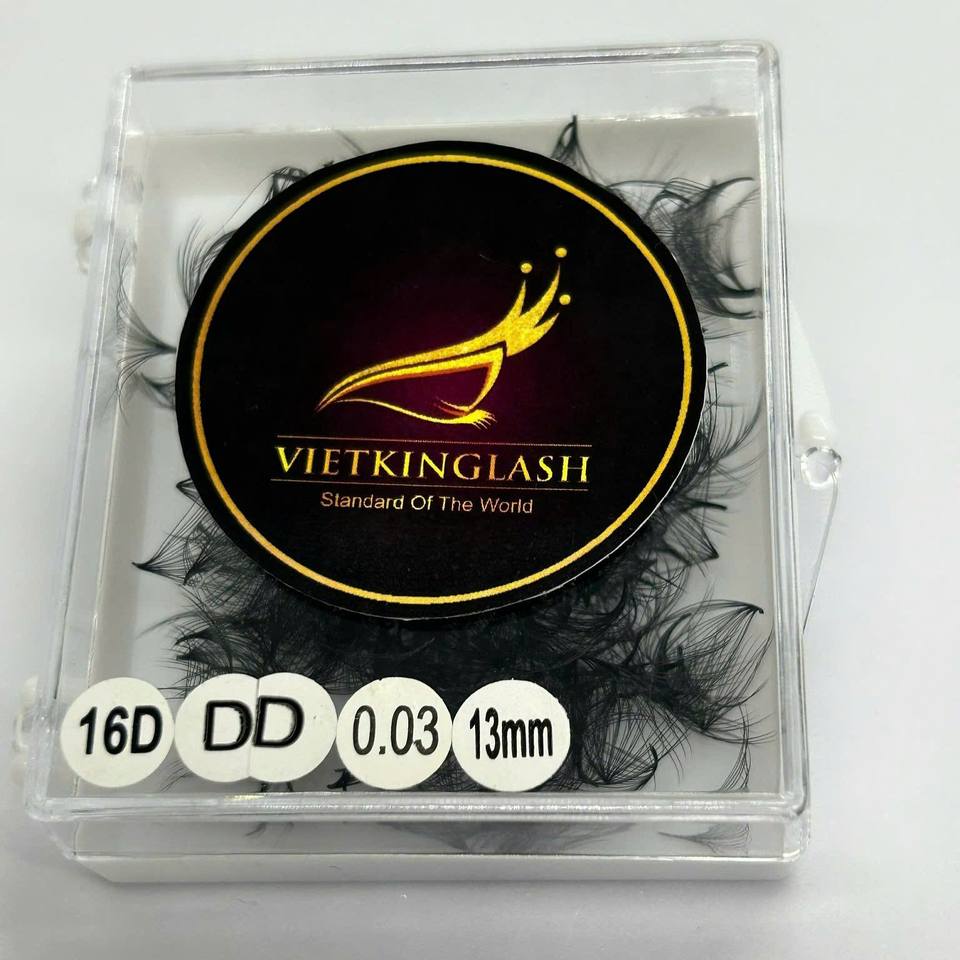 VIETKINGLASH
Standard Of The World
16D DD 0.03 13mm